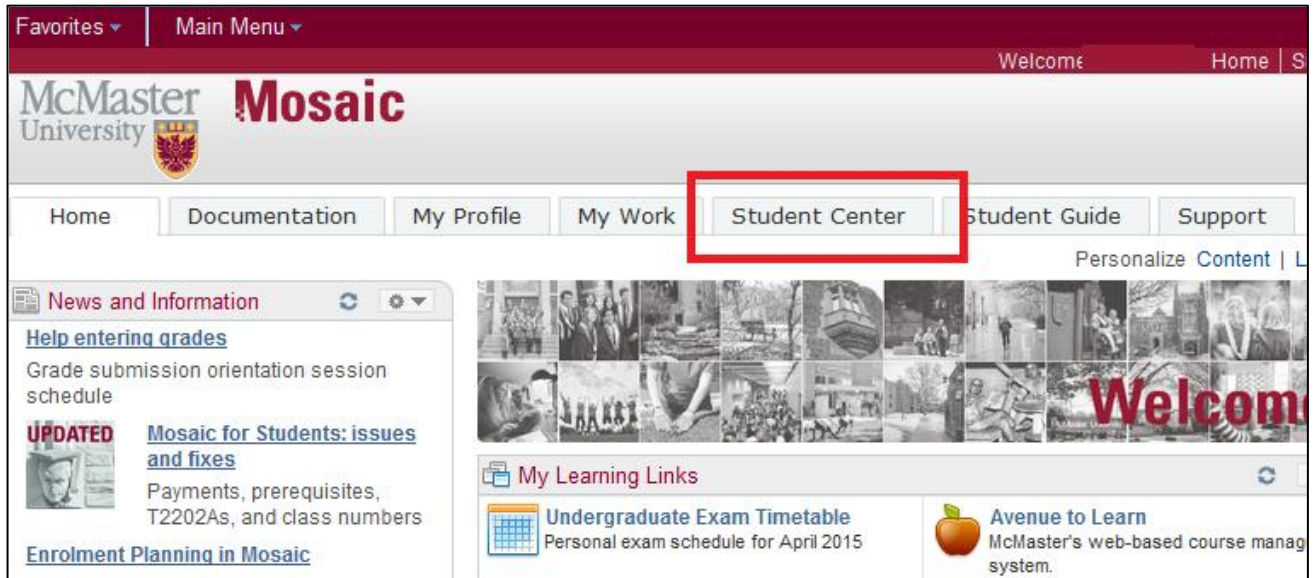 Favorites Main Menu
Welcome Home
McMaster
University
Mosaic
Home Documentation My Profile My Work Student Center Student Guide Support
Personalize Content |
News and Information
Help entering grades
Grade submission orientation session
schedule
UPDATED
Mosaic for Students: issues
and fixes
Payments, prerequisites,
T2202As, and class numbers
Enrolment Planning in Mosaic
Welcome
My Learning Links
Undergraduate Exam Timetable
Personal exam schedule for April 2015
Avenue to Learn
McMaster's web-based course manag
system.